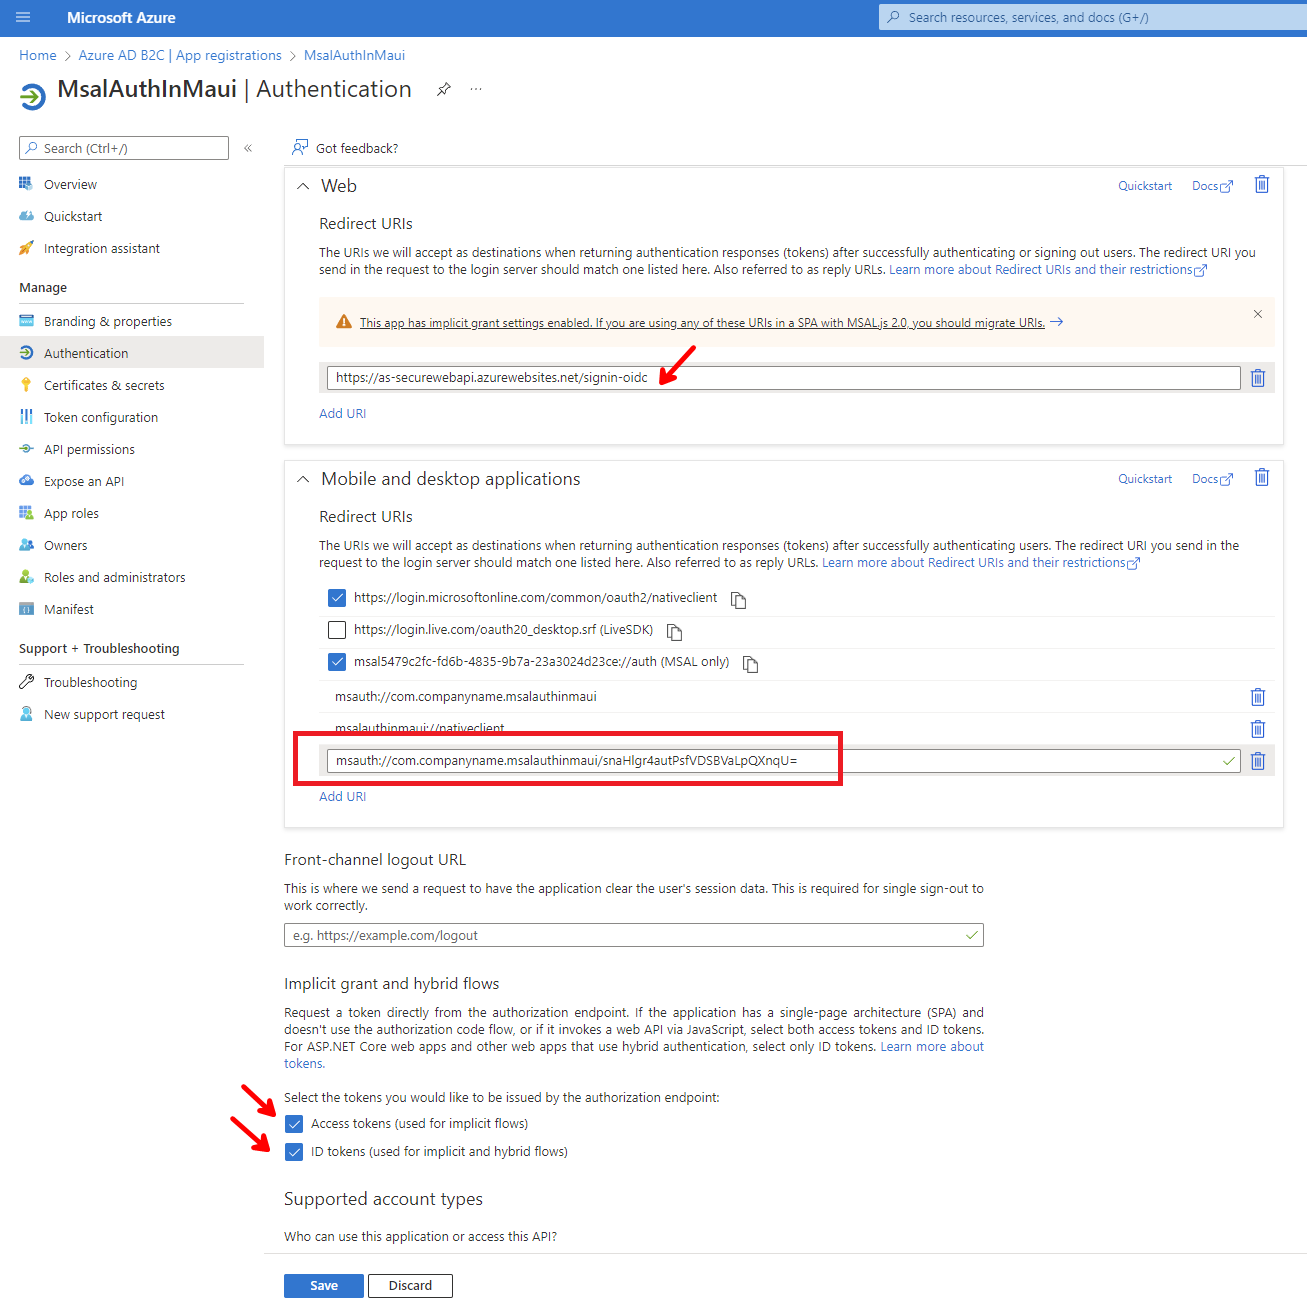 Microsoft Azure
Search resources, services, and docs (G+/)
Home > Azure AD B2C | App registrations > MsalAuthInMaui
MsalAuthInMaui | Authentication
Search (Ctrl+/)
«
Got feedback?
Overview
Quickstart
Integration assistant
Manage
Branding & properties
Authentication
Certificates & secrets
Token configuration
API permissions
Expose an API
App roles
Owners
Roles and administrators
Manifest
Support + Troubleshooting
Troubleshooting
New support request
Web
Quickstart
Docs
Redirect URIs
The URIs we will accept as destinations when returning authentication responses (tokens) after successfully authenticating or signing out users. The redirect URI you
send in the request to the login server should match one listed here. Also referred to as reply URLs. Learn more about Redirect URIs and their restrictions
This app has implicit grant settings enabled. If you are using any of these URIs in a SPA with MSAL.js 2.0, you should migrate URIs. →
https://as-securewebapi.azurewebsites.net/signin-oidc
Add URI
Mobile and desktop applications
Quickstart
Docs
Redirect URIs
The URIs we will accept as destinations when returning authentication responses (tokens) after successfully authenticating users. The redirect URI you send in the
request to the login server should match one listed here. Also referred to as reply URLs. Learn more about Redirect URIs and their restrictions
https://login.microsoftonline.com/common/oauth2/nativeclient
https://login.live.com/oauth20_desktop.srf (LiveSDK)
msal5479c2fc-fd6b-4835-9b7a-23a3024d23ce://auth (MSAL only)
msauth://com.companyname.msalauthinmaui
msalauthinmaui://nativeclient
msauth://com.companyname.msalauthinmaui/snaHlgr4autPsfVDSBVaLpQXnqU=
Add URI
Front-channel logout URL
This is where we send a request to have the application clear the user's session data. This is required for single sign-out to
work correctly.
e.g. https://example.com/logout
Implicit grant and hybrid flows
Request a token directly from the authorization endpoint. If the application has a single-page architecture (SPA) and
doesn't use the authorization code flow, or if it invokes a web API via JavaScript, select both access tokens and ID tokens.
For ASP.NET Core web apps and other web apps that use hybrid authentication, select only ID tokens. Learn more about
tokens.
Select the tokens you would like to be issued by the authorization endpoint:
Access tokens (used for implicit flows)
ID tokens (used for implicit and hybrid flows)
Supported account types
Who can use this application or access this API?
Save
Discard